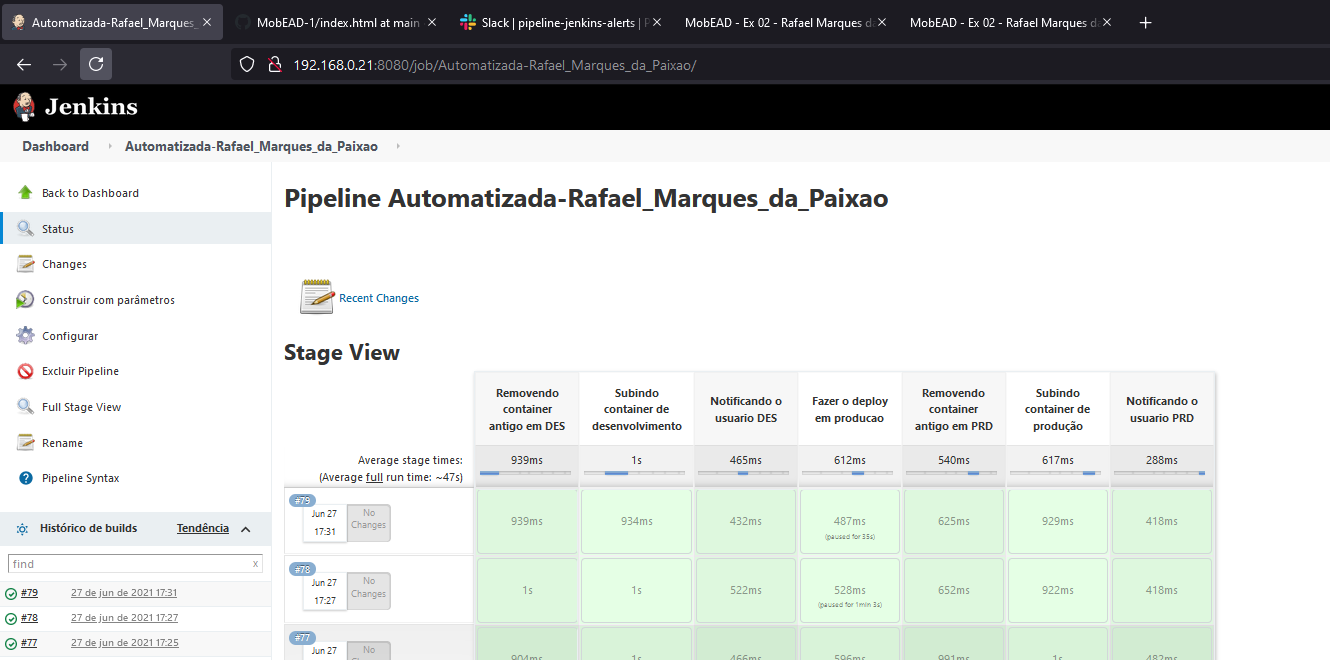 Automatizada-Rafael_Marques_
MobEAD-1/index.html at main
Slack | pipeline-jenkins-alerts | P
MobEAD - Ex 02 - Rafael Marques da
MobEAD - Ex 02 - Rafael Marques da
192.168.0.21:8080/job/Automatizada-Rafael_Marques_da_Paixao/
Jenkins
Dashboard
Automatizada-Rafael_Marques_da_Paixao
Back to Dashboard
Status
Changes
Construir com parâmetros
Configurar
Excluir Pipeline
Full Stage View
Rename
Pipeline Syntax
Histórico de builds
Tendência
find
x
#79
27 de jun de 2021 17:31
#78
27 de jun de 2021 17:27
#77
27 de jun de 2021 17:25
Pipeline Automatizada-Rafael_Marques_da_Paixao
Recent Changes
Stage View
Removendo
container
antigo em DES
Subindo
container de
desenvolvimento
Notificando o
usuario DES
Fazer o deploy
em producao
Removendo
container
antigo em PRD
Subindo
container de
produção
Notificando o
usuario PRD
Average stage times:
(Average full run time: ~47s)
939ms
1s
465ms
612ms
540ms
617ms
288ms
#79
Jun 27
17:31
No
Changes
939ms
934ms
432ms
487ms
(paused for 35s)
625ms
929ms
418ms
#78
Jun 27
17:27
No
Changes
1s
1s
522ms
528ms
(paused for 1min 3s)
652ms
922ms
418ms
#77
Jun 27
No
Changes
904ms
1s
466ms
596ms
991ms
1s
482ms